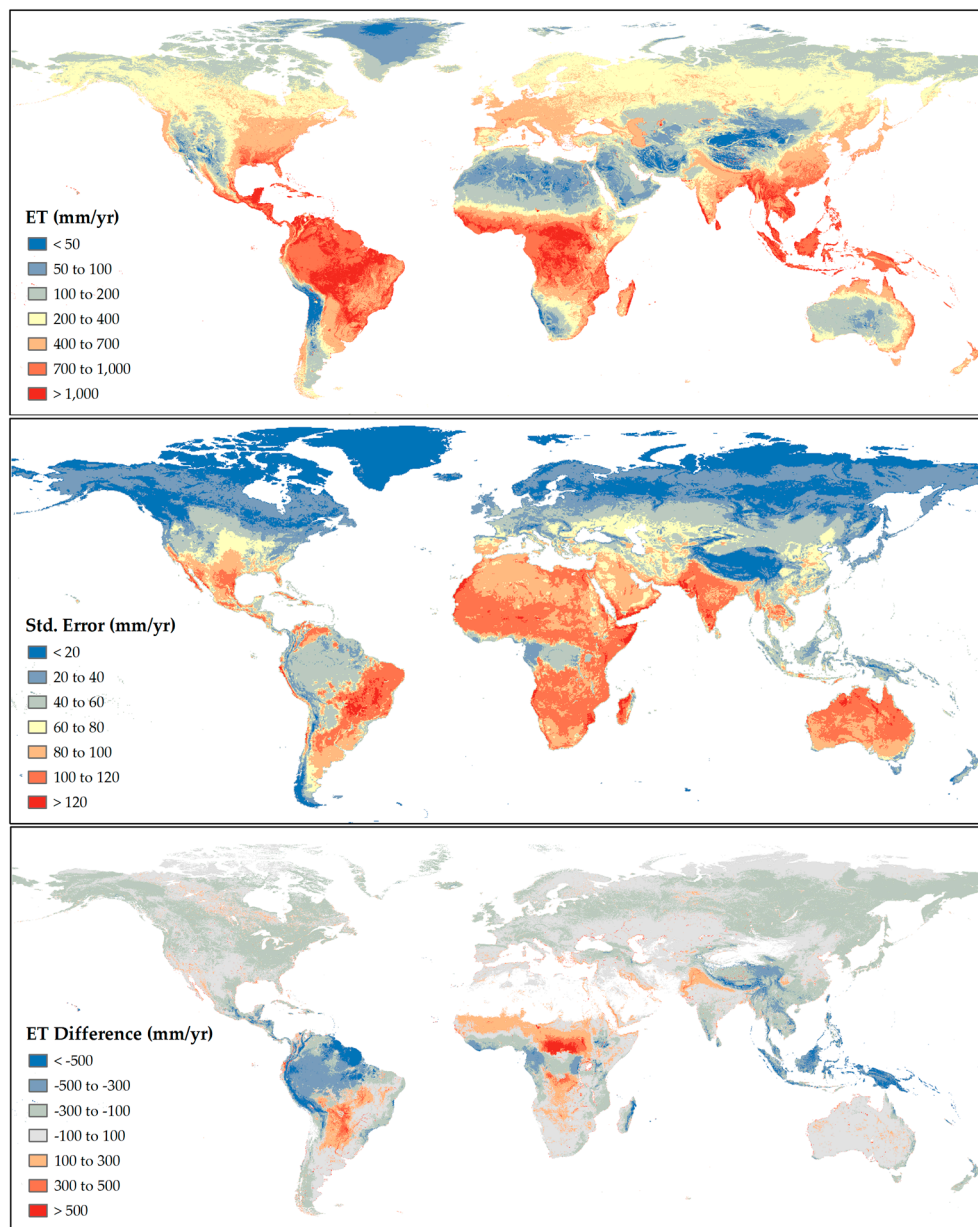 ET (mm/yr)
< 50
50 to 100
100 to 200
200 to 400
400 to 700
700 to 1,000
> 1,000
Std. Error (mm/yr)
< 20
20 to 40
40 to 60
60 to 80
80 to 100
100 to 120
> 120
ET Difference (mm/yr)
< -500
-500 to -300
-300 to -100
-100 to 100
100 to 300
300 to 500
> 500